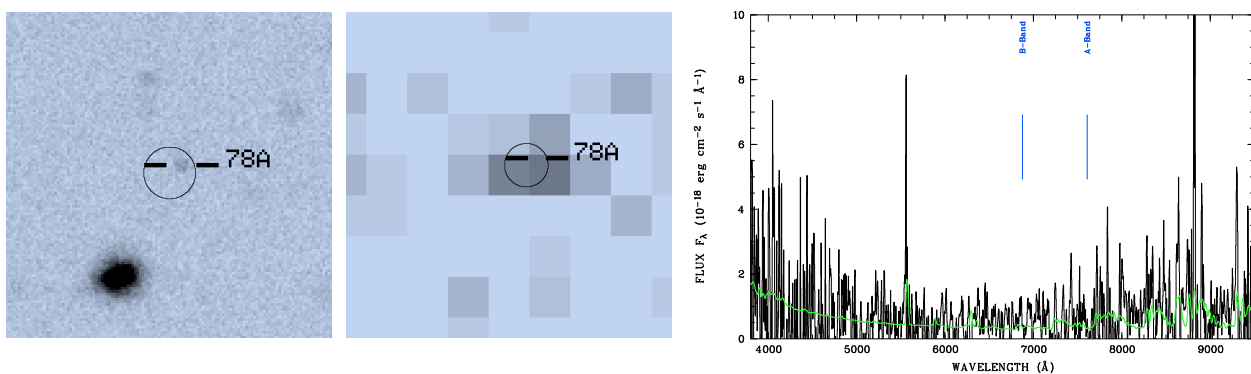 78A
78A
B-Band
A-Band
10
8
6
4
2
0
FLUX Fλ (10⁻¹⁸ erg cm⁻² s⁻¹ Å⁻¹)
4000 5000 6000 7000 8000 9000
WAVELENGTH (Å)